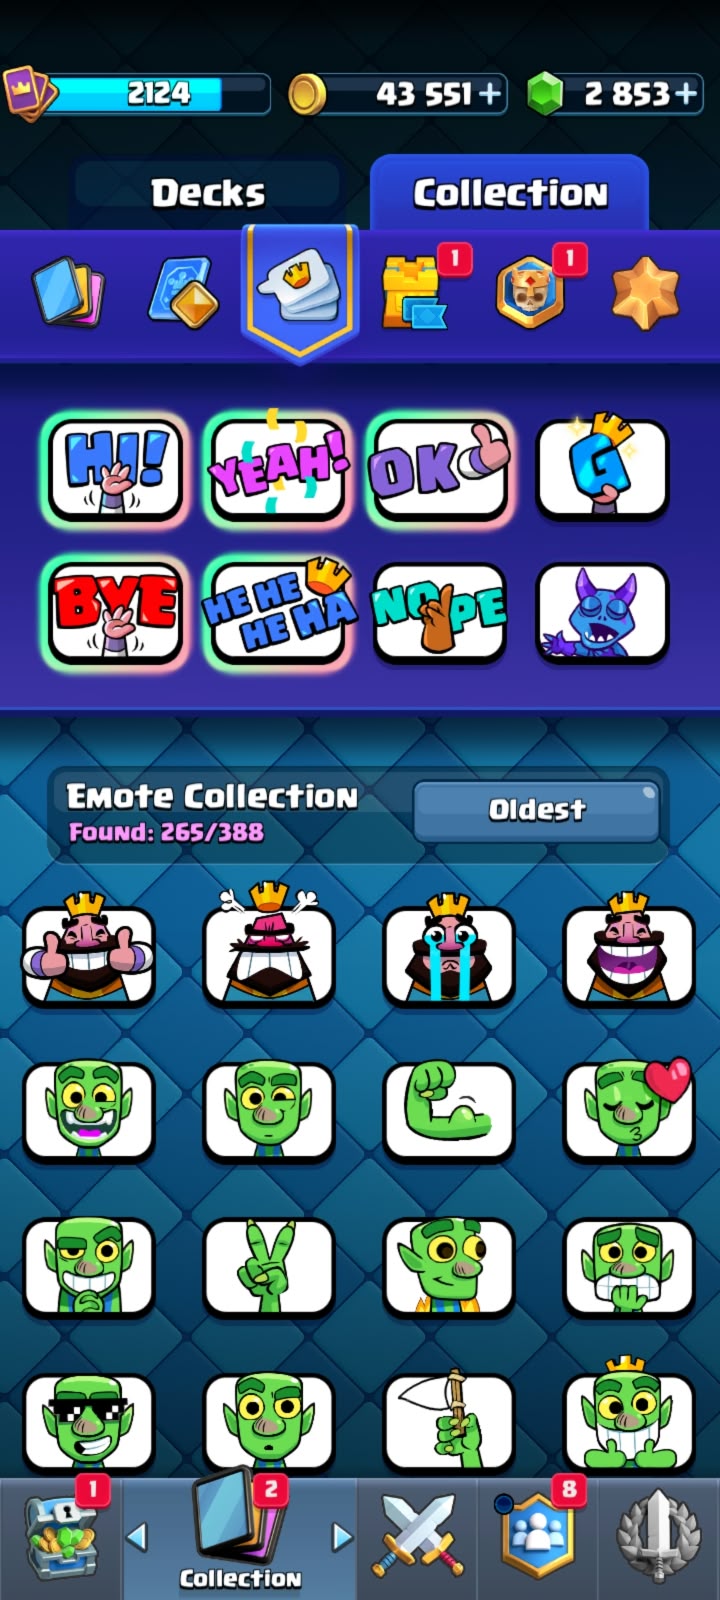 2124
43 551 +
2 853 +
Decks
Collection
1
1
HI!
YEAH!
OK
G
BYE
HE HE HE HA
NOPE
Emote Collection
Found: 265/388
Oldest
1
2
8
Collection